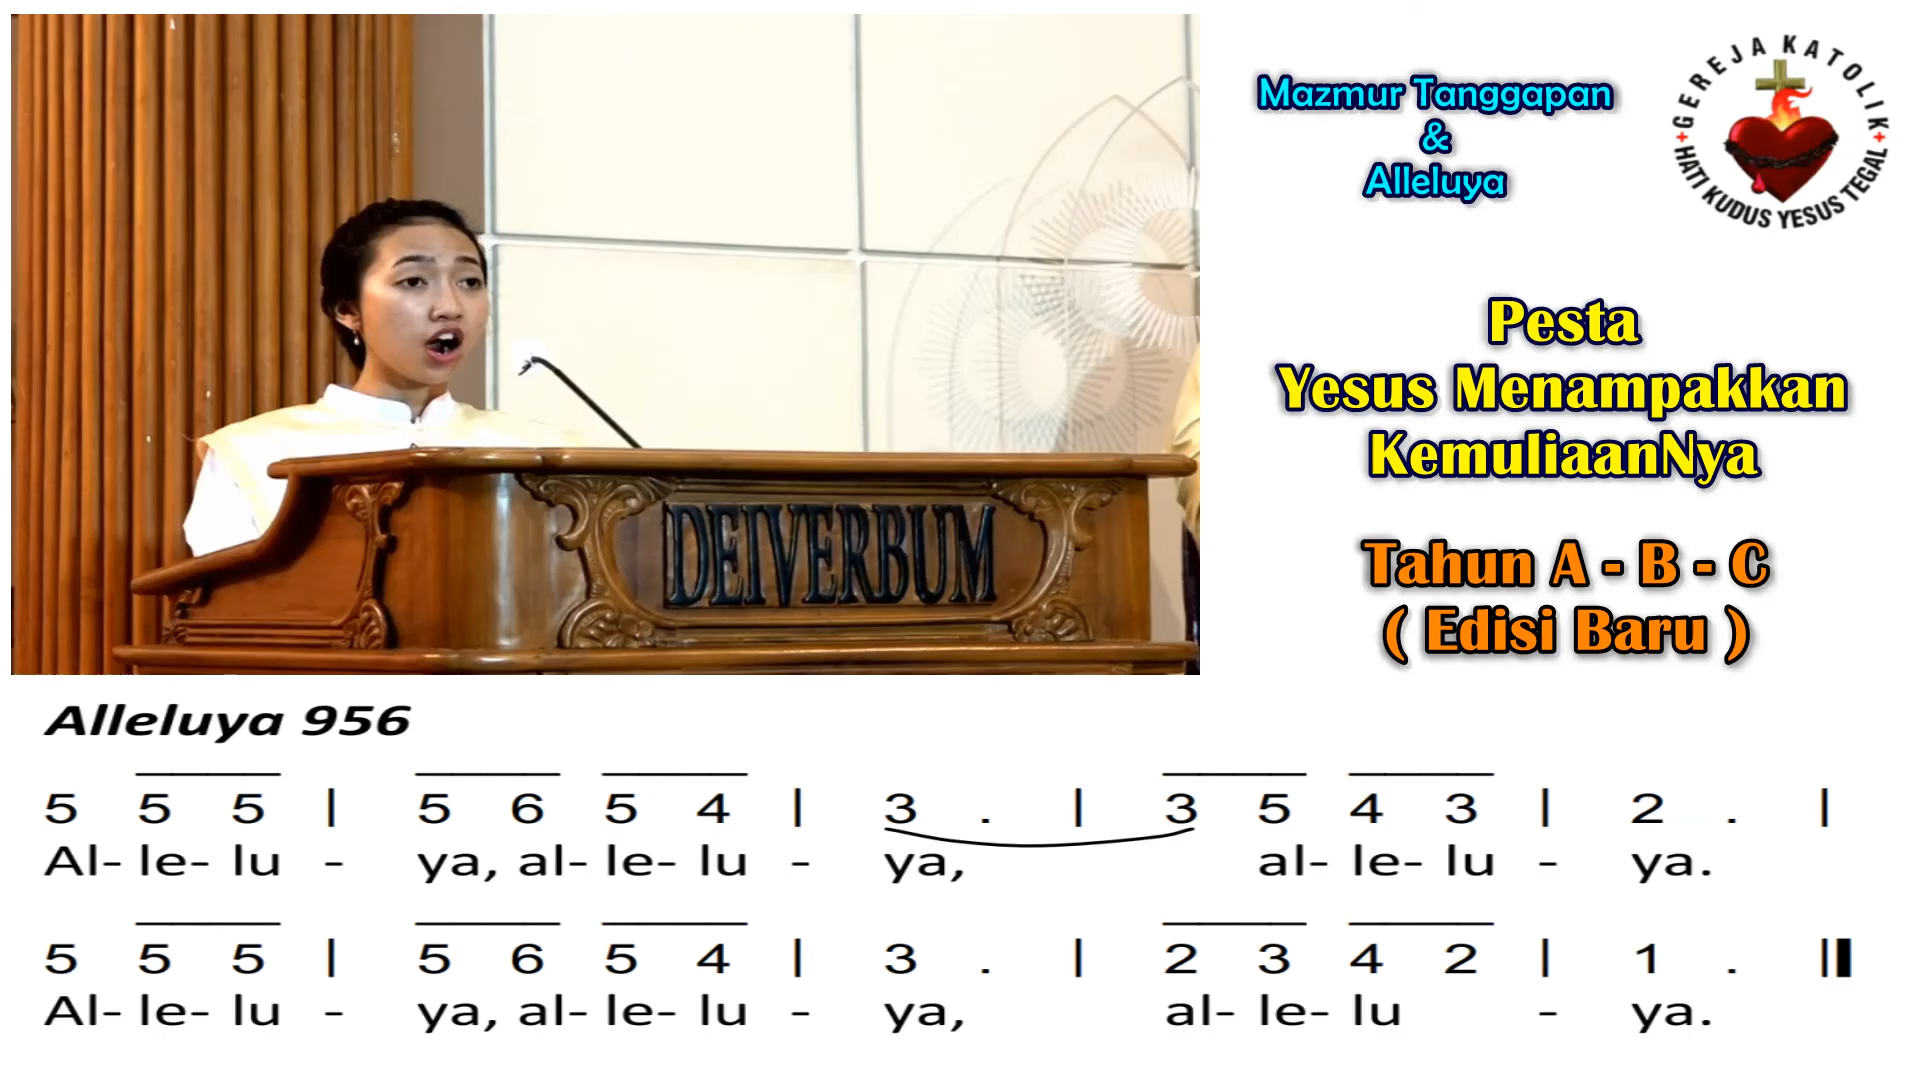 Mazmur Tanggapan
&
Alleluya
GEREJA KATOLIK
HATI KUDUS YESUS TEGAL
Pesta
Yesus Menampakkan
KemuliaanNya
Tahun A - B - C
( Edisi Baru )
DEIVERBUM
Alleluya 956
5 5 5 | 5 6 5 4 | 3 . | 3 5 4 3 | 2 . |
Al- le- lu - ya, al- le- lu - ya, al- le- lu - ya.
5 5 5 | 5 6 5 4 | 3 . | 2 3 4 2 | 1 . ||
Al- le- lu - ya, al- le- lu - ya, al- le- lu - ya.